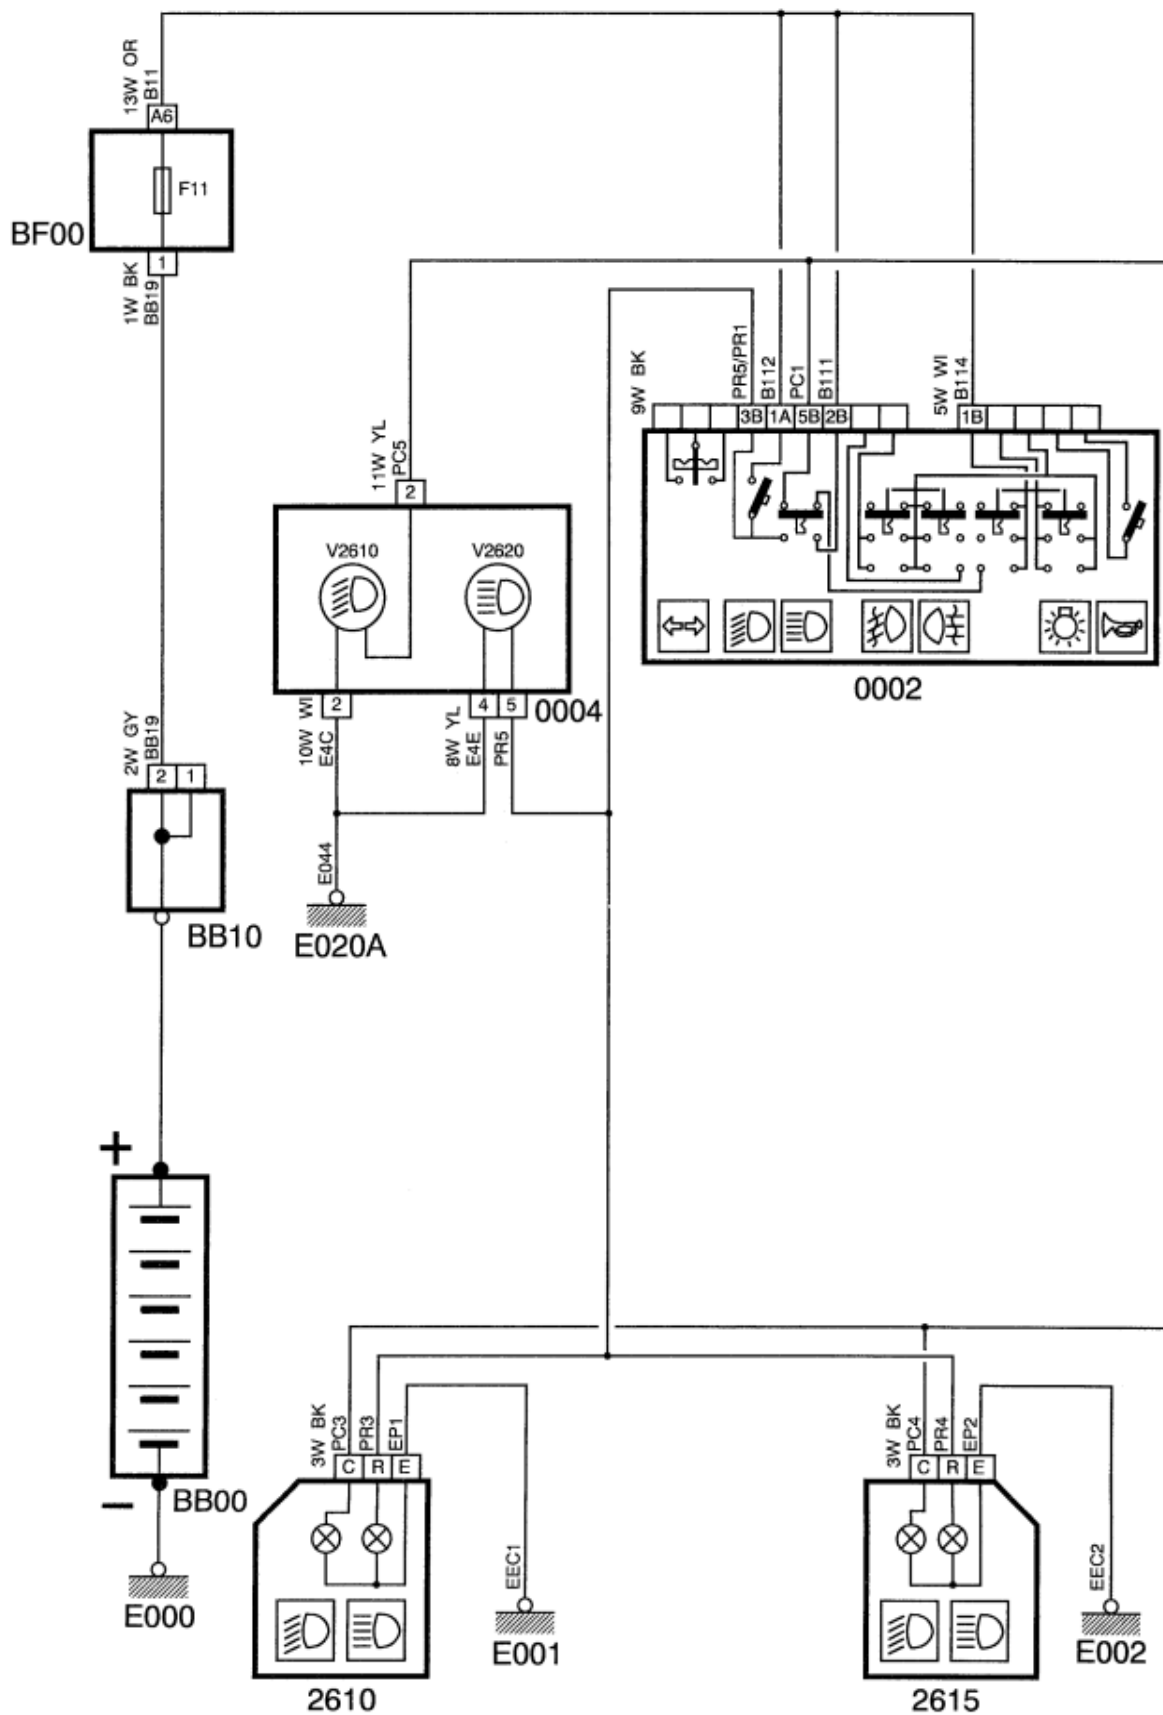 13W OR
B11
A6
F11
BF00
1
1W BK
BB19
9W BK
PR5/PR1
B112
PC1
B111
5W WI
B114
3B 1A 5B 2B
1B
11W YL
PC5
2
V2610
V2620
0002
2
4 5
0004
10W WI
E4C
8W YL
E4E
PR5
2W GY
BB19
2 1
E044
BB10
E020A
+
−
BB00
E000
3W BK
PC3
PR3
EP1
C R E
EEC1
E001
2610
3W BK
PC4
PR4
EP2
C R E
EEC2
E002
2615